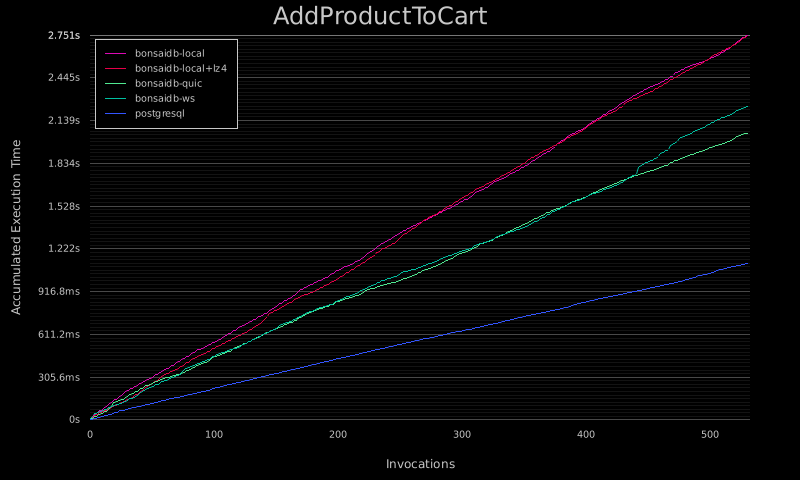 AddProductToCart
2.751s
2.445s
2.139s
1.834s
1.528s
1.222s
916.8ms
611.2ms
305.6ms
0s
bonsaidb-local
bonsaidb-local+lz4
bonsaidb-quic
bonsaidb-ws
postgresql
Accumulated Execution Time
0 100 200 300 400 500
Invocations